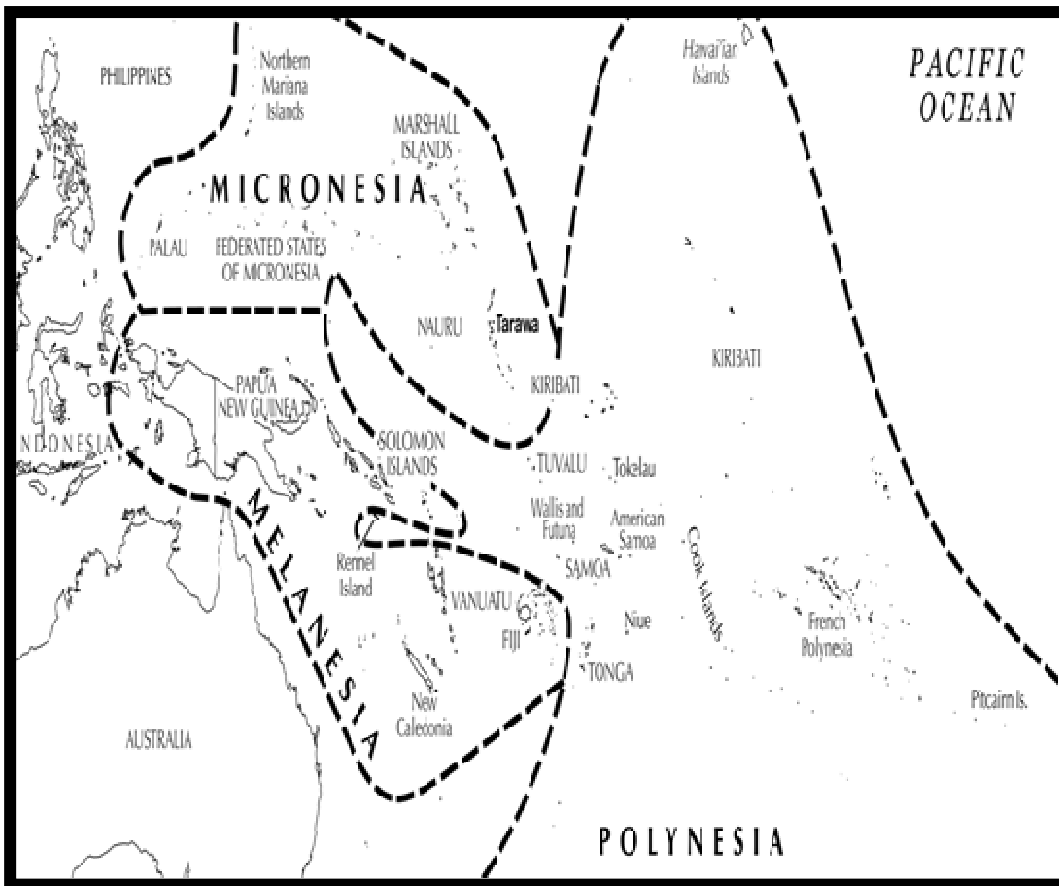 PHILIPPINES
Northern
Mariana
Islands
Hawai'ian
Islands
PACIFIC
OCEAN
MARSHALL
ISLANDS
MICRONESIA
PALAU
FEDERATED STATES
OF MICRONESIA
NAURU
Tarawa
KIRIBATI
KIRIBATI
PAPUA
NEW GUINEA
INDONESIA
SOLOMON
ISLANDS
TUVALU
Tokelau
Wallis and
Futuna
American
Samoa
SAMOA
Cook Islands
MELANESIA
Rennel
Island
VANUATU
FIJI
Niue
TONGA
French
Polynesia
New
Caledonia
Pitcairn Is.
AUSTRALIA
POLYNESIA